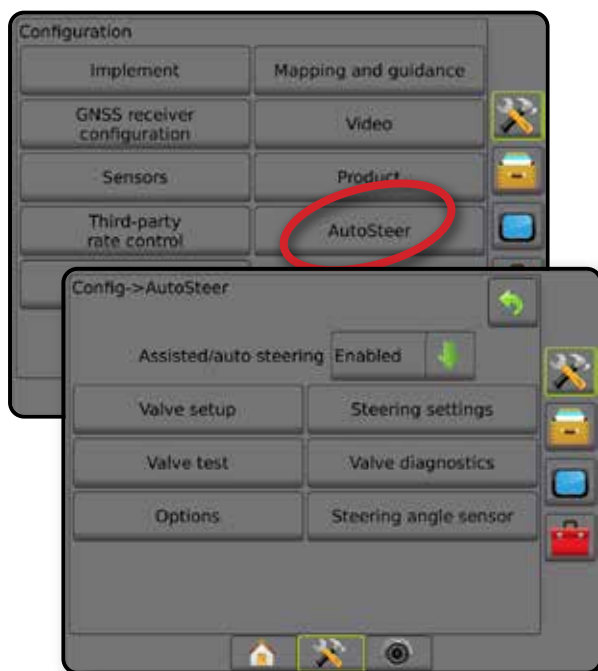 Configuration
Implement
Mapping and guidance
GNSS receiver
configuration
Video
Sensors
Product
Third-party
rate control
AutoSteer
Config->AutoSteer
Assisted/auto steering Enabled
Valve setup
Steering settings
Valve test
Valve diagnostics
Options
Steering angle sensor